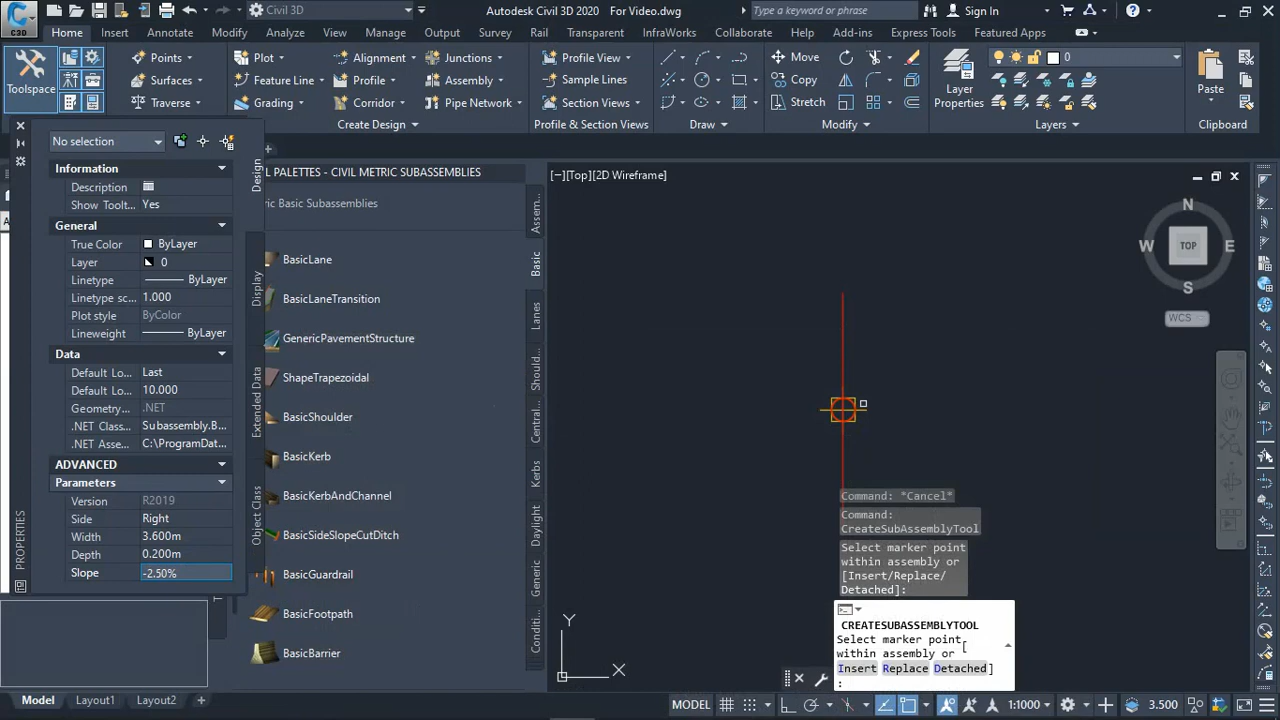 Civil 3D
Autodesk Civil 3D 2020 For Video.dwg
Type a keyword or phrase
Sign In
C3D
Home Insert Annotate Modify Analyze View Manage Output Survey Rail Transparent InfraWorks Collaborate Help Add-ins Express Tools Featured Apps
Toolspace
Points
Surfaces
Traverse
Plot
Feature Line
Grading
Alignment
Profile
Corridor
Junctions
Assembly
Pipe Network
Create Design
Profile View
Sample Lines
Section Views
Profile & Section Views
Draw
Move
Copy
Stretch
Modify
Layer
Properties
0
Layers
Paste
Clipboard
No selection
Information
Description
Show Toolt... Yes
General
True Color ByLayer
Layer 0
Linetype ByLayer
Linetype sc... 1.000
Plot style ByColor
Lineweight ByLayer
Data
Default Lo... Last
Default Lo... 10.000
Geometry... .NET
.NET Class... Subassembly.B...
.NET Asse... C:\ProgramDat...
ADVANCED
Parameters
Version R2019
Side Right
Width 3.600m
Depth 0.200m
Slope -2.50%
PROPERTIES
Design
Display
Extended Data
Object Class
L PALETTES - CIVIL METRIC SUBASSEMBLIES
ric Basic Subassemblies
BasicLane
BasicLaneTransition
GenericPavementStructure
ShapeTrapezoidal
BasicShoulder
BasicKerb
BasicKerbAndChannel
BasicSideSlopeCutDitch
BasicGuardrail
BasicFootpath
BasicBarrier
Assem...
Basic
Lanes
Should...
Central...
Kerbs
Daylight
Generic
Conditi...
[−][Top][2D Wireframe]
N
W TOP E
S
WCS
Command: *Cancel*
Command:
CreateSubAssemblyTool
Select marker point
within assembly or
[Insert/Replace/
Detached]:
CREATESUBASSEMBLYTOOL
Select marker point
within assembly or
Insert Replace Detached]
:
Y
X
Model Layout1 Layout2
MODEL
1:1000
3.500